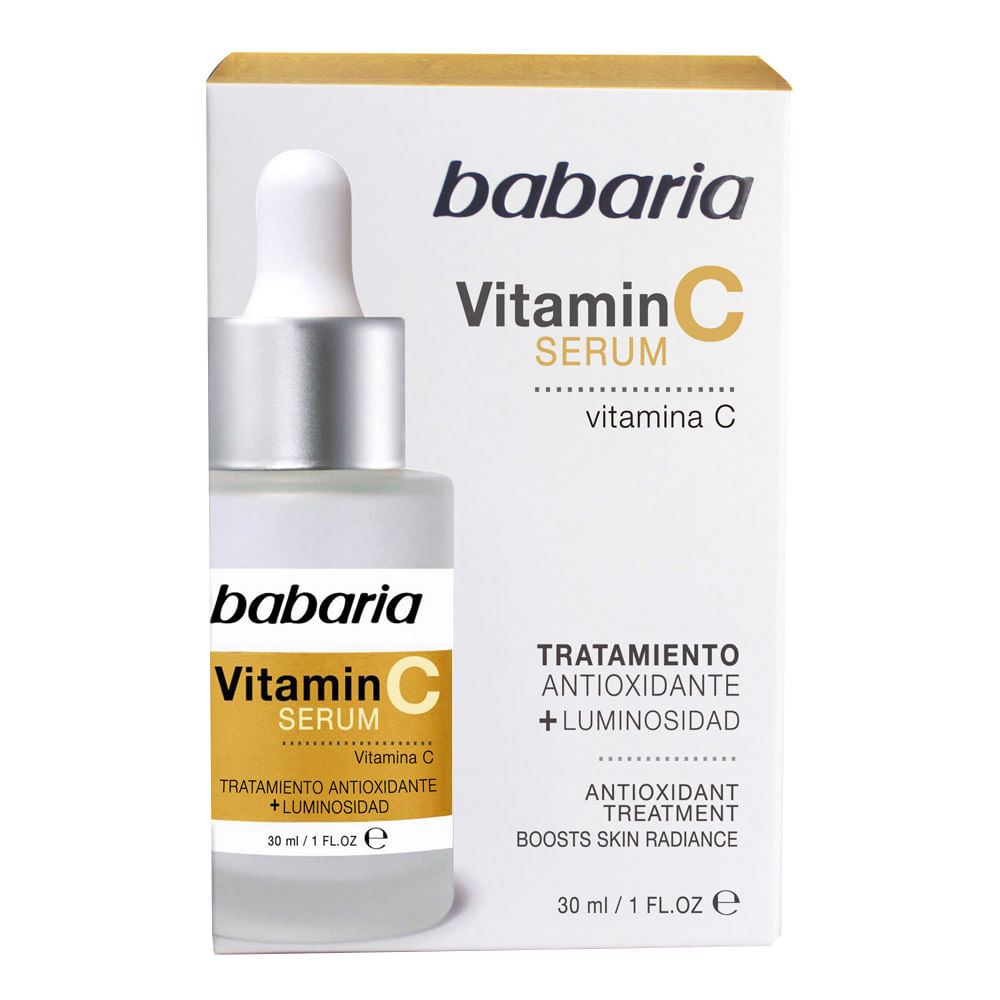 babaria
Vitamin C
SERUM
vitamina C
TRATAMIENTO
ANTIOXIDANTE
+LUMINOSIDAD
ANTIOXIDANT
TREATMENT
BOOSTS SKIN RADIANCE
30 ml / 1 FL.OZ ℮
babaria
Vitamin C
SERUM
Vitamina C
TRATAMIENTO ANTIOXIDANTE
+LUMINOSIDAD
30 ml / 1 FL.OZ ℮